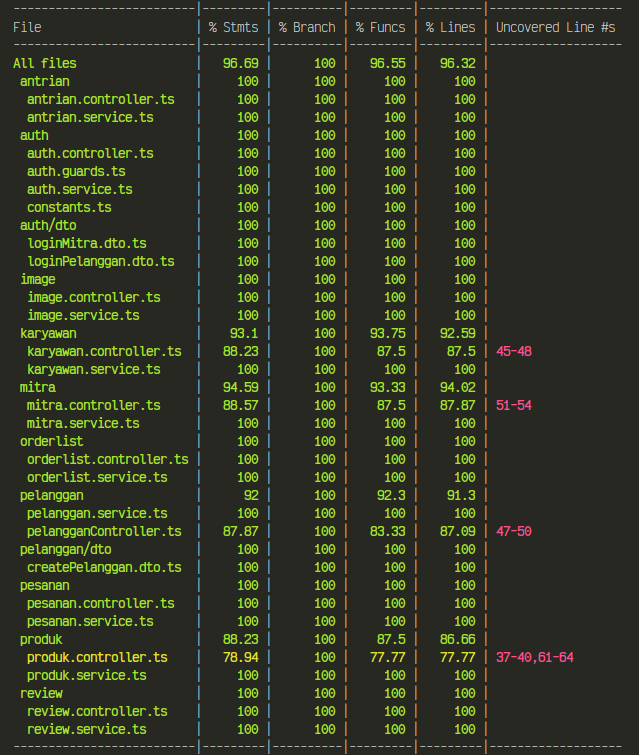 -------------------------|---------|----------|---------|---------|-------------------
File | % Stmts | % Branch | % Funcs | % Lines | Uncovered Line #s
-------------------------|---------|----------|---------|---------|-------------------
All files | 96.69 | 100 | 96.55 | 96.32 |
antrian | 100 | 100 | 100 | 100 |
antrian.controller.ts | 100 | 100 | 100 | 100 |
antrian.service.ts | 100 | 100 | 100 | 100 |
auth | 100 | 100 | 100 | 100 |
auth.controller.ts | 100 | 100 | 100 | 100 |
auth.guards.ts | 100 | 100 | 100 | 100 |
auth.service.ts | 100 | 100 | 100 | 100 |
constants.ts | 100 | 100 | 100 | 100 |
auth/dto | 100 | 100 | 100 | 100 |
loginMitra.dto.ts | 100 | 100 | 100 | 100 |
loginPelanggan.dto.ts | 100 | 100 | 100 | 100 |
image | 100 | 100 | 100 | 100 |
image.controller.ts | 100 | 100 | 100 | 100 |
image.service.ts | 100 | 100 | 100 | 100 |
karyawan | 93.1 | 100 | 93.75 | 92.59 |
karyawan.controller.ts | 88.23 | 100 | 87.5 | 87.5 | 45-48
karyawan.service.ts | 100 | 100 | 100 | 100 |
mitra | 94.59 | 100 | 93.33 | 94.02 |
mitra.controller.ts | 88.57 | 100 | 87.5 | 87.87 | 51-54
mitra.service.ts | 100 | 100 | 100 | 100 |
orderlist | 100 | 100 | 100 | 100 |
orderlist.controller.ts | 100 | 100 | 100 | 100 |
orderlist.service.ts | 100 | 100 | 100 | 100 |
pelanggan | 92 | 100 | 92.3 | 91.3 |
pelanggan.service.ts | 100 | 100 | 100 | 100 |
pelangganController.ts | 87.87 | 100 | 83.33 | 87.09 | 47-50
pelanggan/dto | 100 | 100 | 100 | 100 |
createPelanggan.dto.ts | 100 | 100 | 100 | 100 |
pesanan | 100 | 100 | 100 | 100 |
pesanan.controller.ts | 100 | 100 | 100 | 100 |
pesanan.service.ts | 100 | 100 | 100 | 100 |
produk | 88.23 | 100 | 87.5 | 86.66 |
produk.controller.ts | 78.94 | 100 | 77.77 | 77.77 | 37-40,61-64
produk.service.ts | 100 | 100 | 100 | 100 |
review | 100 | 100 | 100 | 100 |
review.controller.ts | 100 | 100 | 100 | 100 |
review.service.ts | 100 | 100 | 100 | 100 |
-------------------------|---------|----------|---------|---------|-------------------